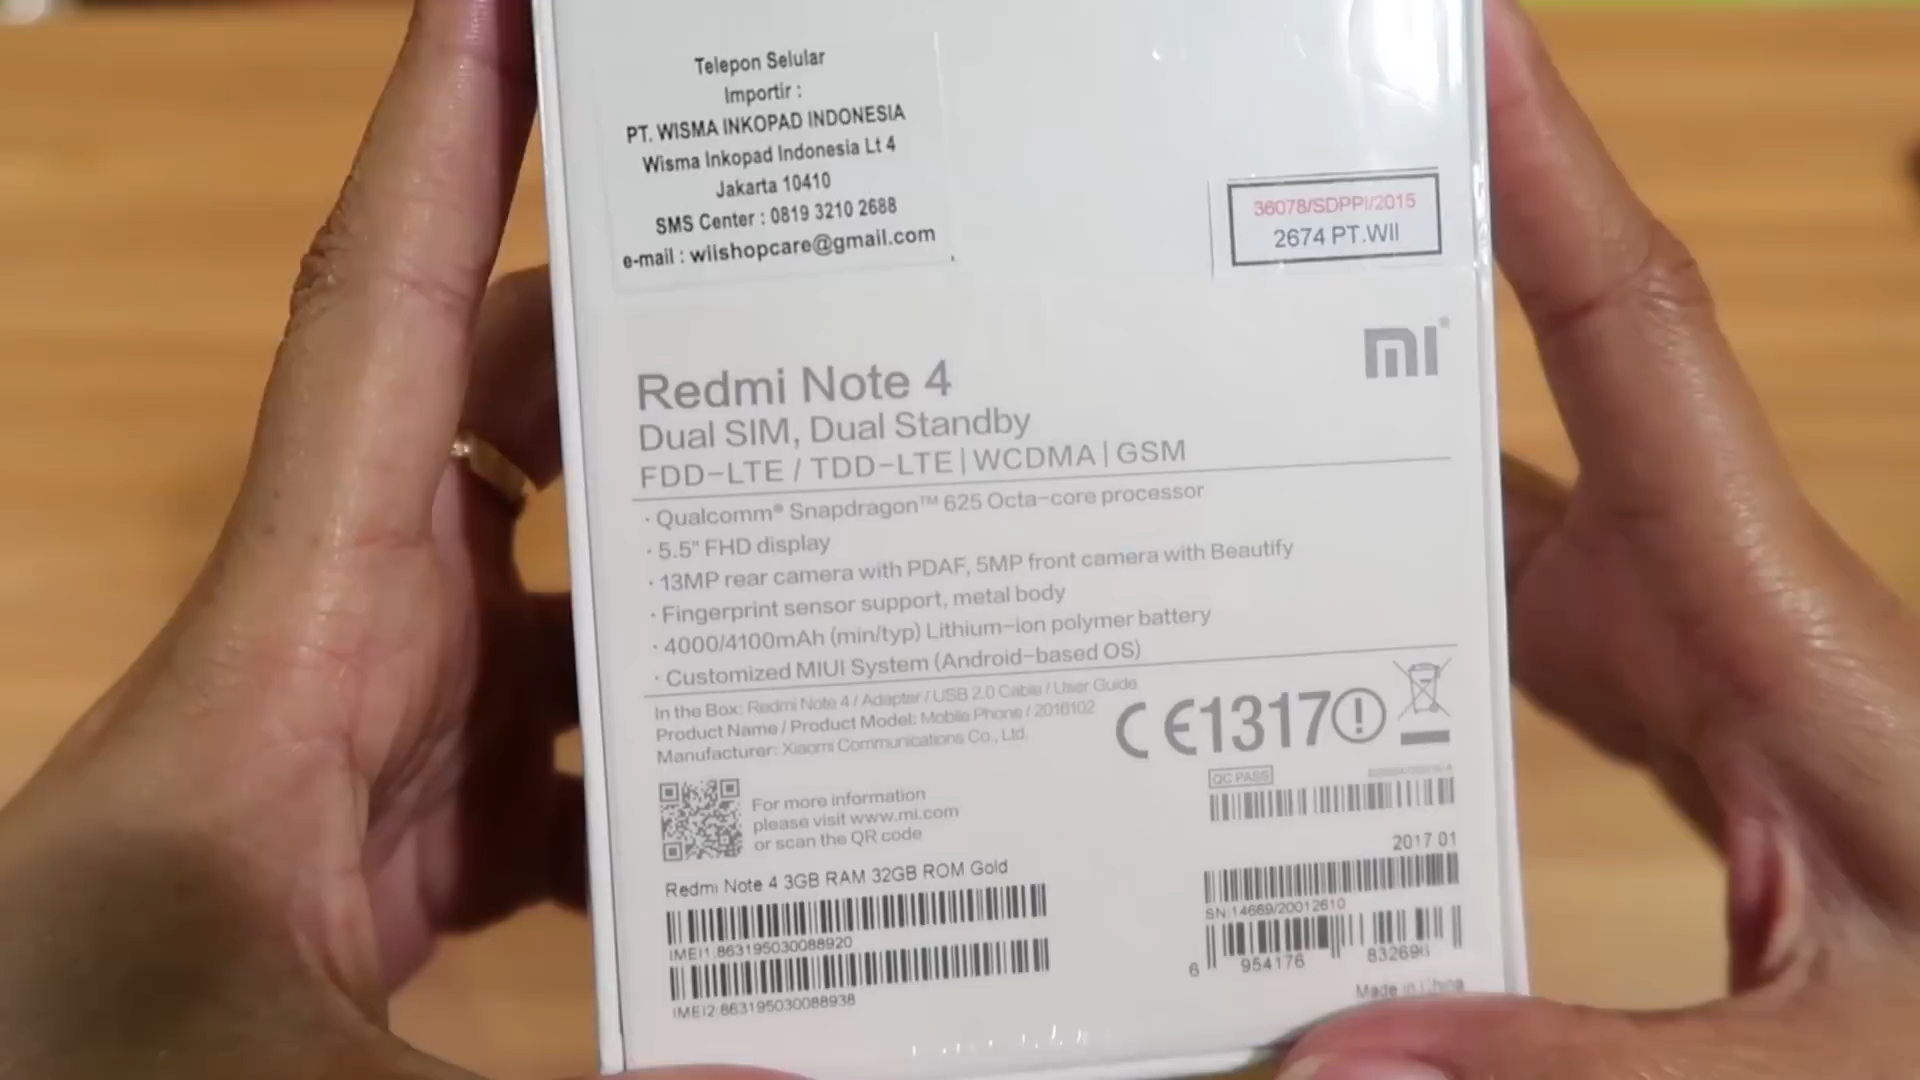 Telepon Selular
Importir :
PT. WISMA INKOPAD INDONESIA
Wisma Inkopad Indonesia Lt 4
Jakarta 10410
SMS Center : 0819 3210 2688
e-mail : wiishopcare@gmail.com
36078/SDPPI/2015
2674 PT.WII
mi®
Redmi Note 4
Dual SIM, Dual Standby
FDD-LTE / TDD-LTE | WCDMA | GSM
· Qualcomm® Snapdragon™ 625 Octa-core processor
· 5.5" FHD display
· 13MP rear camera with PDAF, 5MP front camera with Beautify
· Fingerprint sensor support, metal body
· 4000/4100mAh (min/typ) Lithium-ion polymer battery
· Customized MIUI System (Android-based OS)
In the Box: Redmi Note 4 / Adapter / USB 2.0 Cable / User Guide
Product Name / Product Model: Mobile Phone / 2016102
Manufacturer: Xiaomi Communications Co., Ltd.
CE1317
QC PASS
For more information
please visit www.mi.com
or scan the QR code
2017 01
Redmi Note 4 3GB RAM 32GB ROM Gold
SN:14669/20012610
IMEI1:863195030088920
6 954176 832696
IMEI2:863195030088938
Made in China